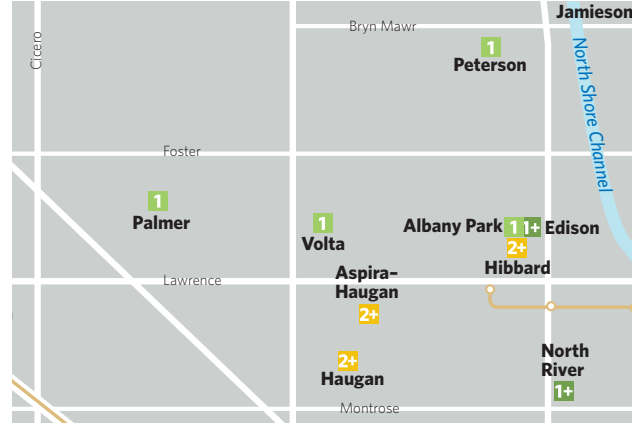 Jamieson
Bryn Mawr
Cicero
1
Peterson
North Shore Channel
Foster
1
Palmer
1
Volta
Albany Park 1 1+ Edison
2+
Hibbard
Lawrence
Aspira–
Haugan
2+
2+
Haugan
North
River
1+
Montrose